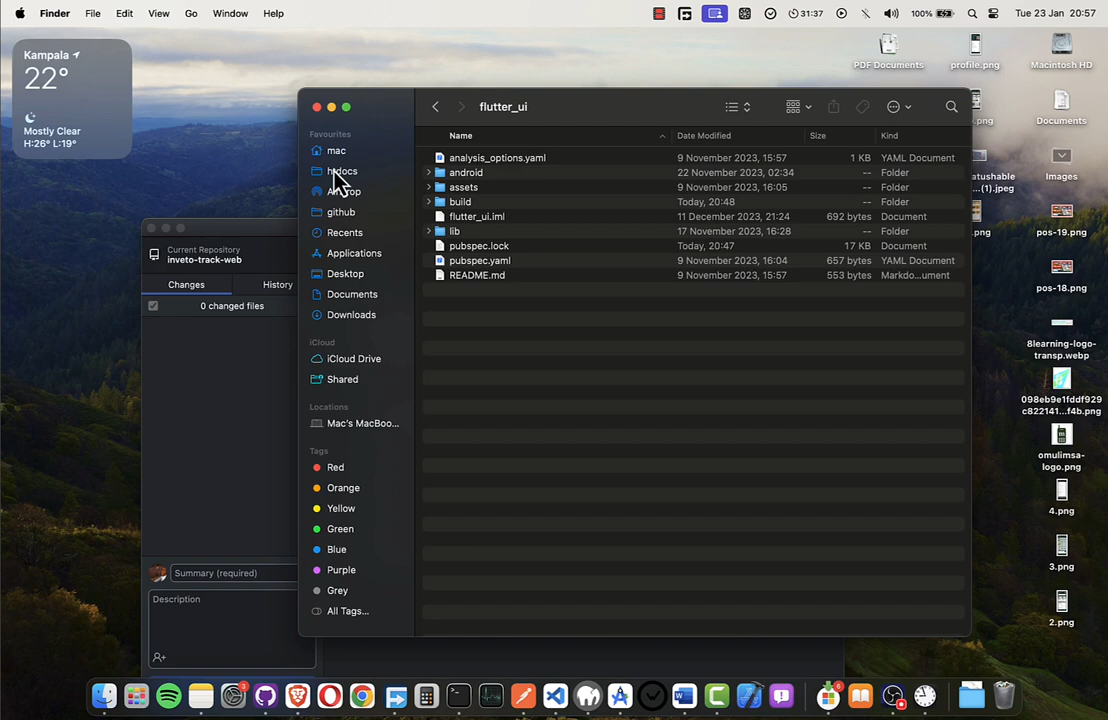 Finder File Edit View Go Window Help 31:37 100% Tue 23 Jan 20:57
Kampala
22°
Mostly Clear
H:26° L:19°
PDF Documents
profile.png
Macintosh HD
Documents
Images
(1).jpeg
pos-19.png
pos-18.png
8learning-logo-
transp.webp
098eb9e1fddf929
c822141...f4b.png
omulimsa-
logo.png
4.png
3.png
2.png
Current Repository
inveto-track-web
Changes History
0 changed files
Summary (required)
Description
Favourites
mac
htdocs
AirDrop
github
Recents
Applications
Desktop
Documents
Downloads
iCloud
iCloud Drive
Shared
Locations
Mac's MacBoo...
Tags
Red
Orange
Yellow
Green
Blue
Purple
Grey
All Tags...
flutter_ui
Name Date Modified Size Kind
analysis_options.yaml 9 November 2023, 15:57 1 KB YAML Document
android 22 November 2023, 02:34 -- Folder
assets 9 November 2023, 16:05 -- Folder
build Today, 20:48 -- Folder
flutter_ui.iml 11 December 2023, 21:24 692 bytes Document
lib 17 November 2023, 16:28 -- Folder
pubspec.lock Today, 20:47 17 KB Document
pubspec.yaml 9 November 2023, 16:04 657 bytes YAML Document
README.md 9 November 2023, 15:57 553 bytes Markdo...ument